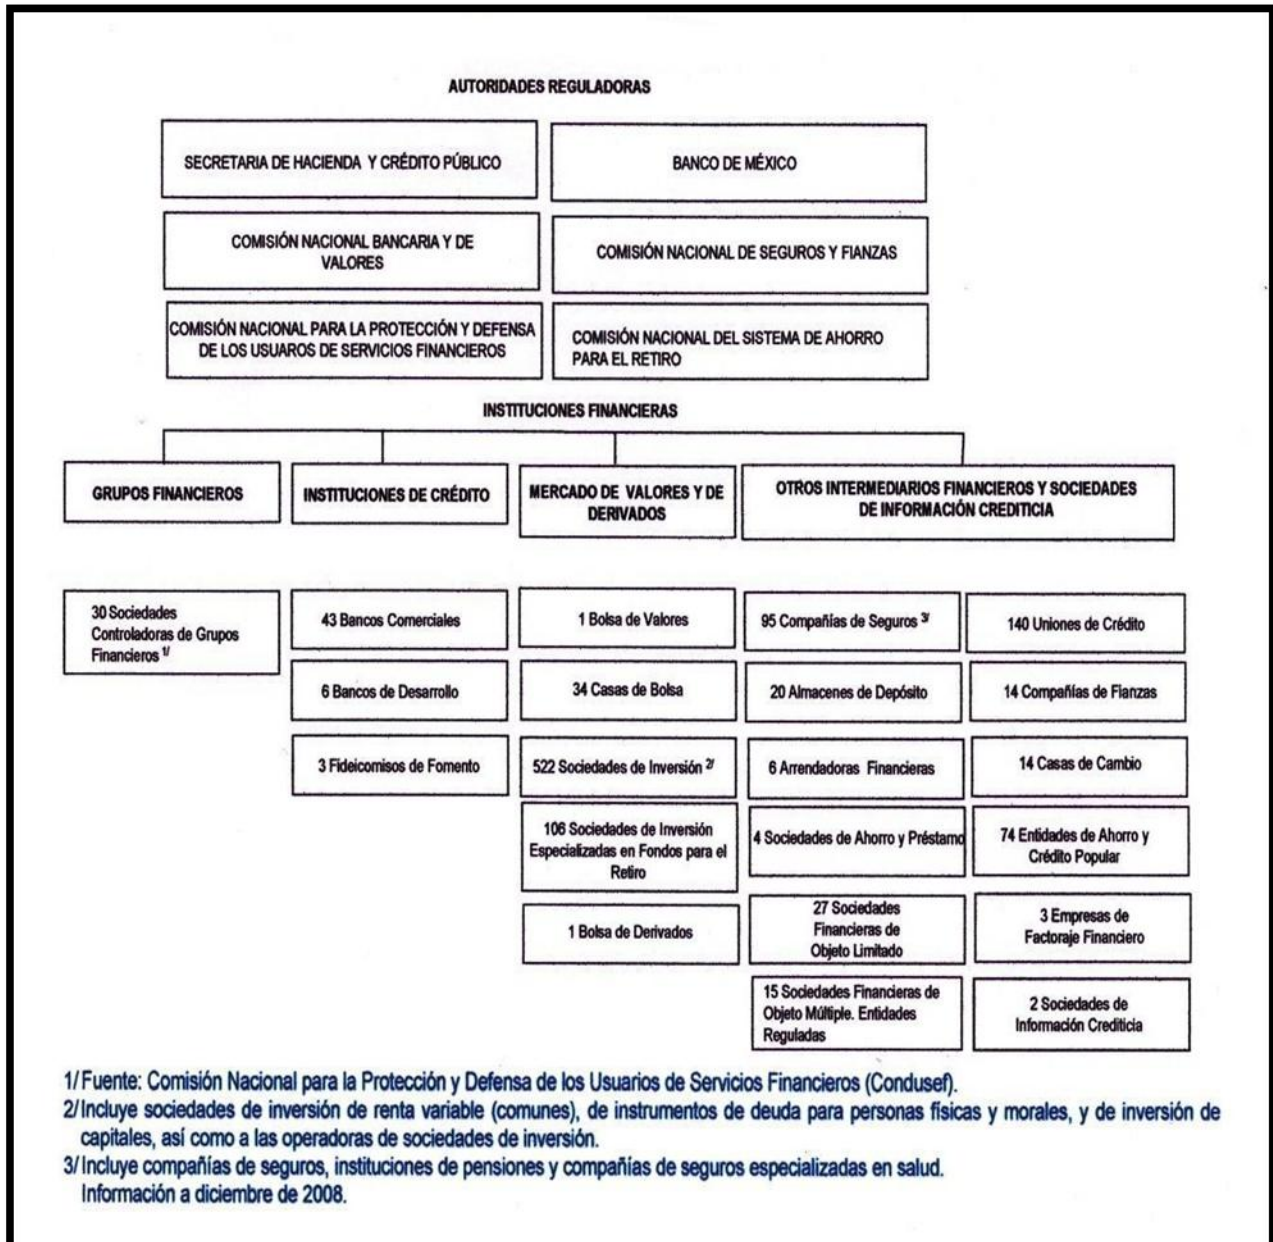 AUTORIDADES REGULADORAS
SECRETARIA DE HACIENDA Y CRÉDITO PÚBLICO
BANCO DE MÉXICO
COMISIÓN NACIONAL BANCARIA Y DE
VALORES
COMISIÓN NACIONAL DE SEGUROS Y FIANZAS
COMISIÓN NACIONAL PARA LA PROTECCIÓN Y DEFENSA
DE LOS USUAROS DE SERVICIOS FINANCIEROS
COMISIÓN NACIONAL DEL SISTEMA DE AHORRO
PARA EL RETIRO
INSTITUCIONES FINANCIERAS
GRUPOS FINANCIEROS
INSTITUCIONES DE CRÉDITO
MERCADO DE VALORES Y DE
DERIVADOS
OTROS INTERMEDIARIOS FINANCIEROS Y SOCIEDADES
DE INFORMACIÓN CREDITICIA
30 Sociedades
Controladoras de Grupos
Financieros 1/
43 Bancos Comerciales
6 Bancos de Desarrollo
3 Fideicomisos de Fomento
1 Bolsa de Valores
34 Casas de Bolsa
522 Sociedades de Inversión 2/
106 Sociedades de Inversión
Especializadas en Fondos para el
Retiro
1 Bolsa de Derivados
95 Compañías de Seguros 3/
20 Almacenes de Depósito
6 Arrendadoras Financieras
4 Sociedades de Ahorro y Préstamo
27 Sociedades
Financieras de
Objeto Limitado
15 Sociedades Financieras de
Objeto Múltiple. Entidades
Reguladas
140 Uniones de Crédito
14 Compañías de Fianzas
14 Casas de Cambio
74 Entidades de Ahorro y
Crédito Popular
3 Empresas de
Factoraje Financiero
2 Sociedades de
Información Crediticia
1/ Fuente: Comisión Nacional para la Protección y Defensa de los Usuarios de Servicios Financieros (Condusef).
2/ Incluye sociedades de inversión de renta variable (comunes), de instrumentos de deuda para personas físicas y morales, y de inversión de
capitales, así como a las operadoras de sociedades de inversión.
3/ Incluye compañías de seguros, instituciones de pensiones y compañías de seguros especializadas en salud.
Información a diciembre de 2008.